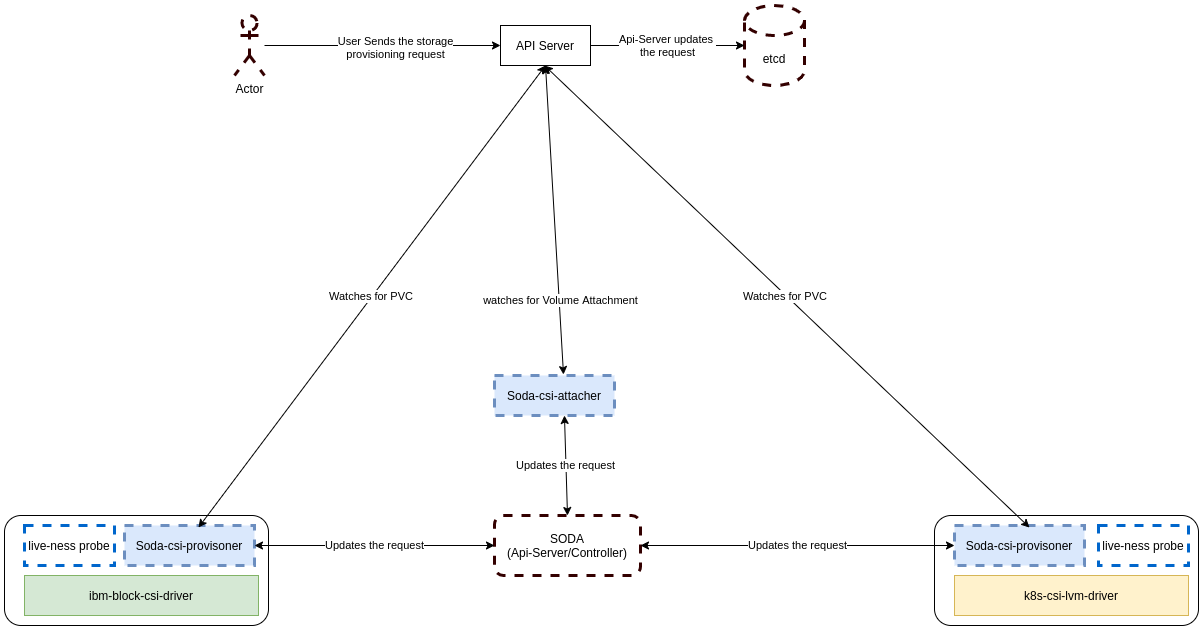 User Sends the storage
provisioning request
API Server
Api-Server updates
the request
etcd
Actor
Watches for PVC
watches for Volume Attachment
Watches for PVC
Soda-csi-attacher
Updates the request
live-ness probe
Soda-csi-provisoner
Updates the request
SODA
(Api-Server/Controller)
Updates the request
Soda-csi-provisoner
live-ness probe
ibm-block-csi-driver
k8s-csi-lvm-driver